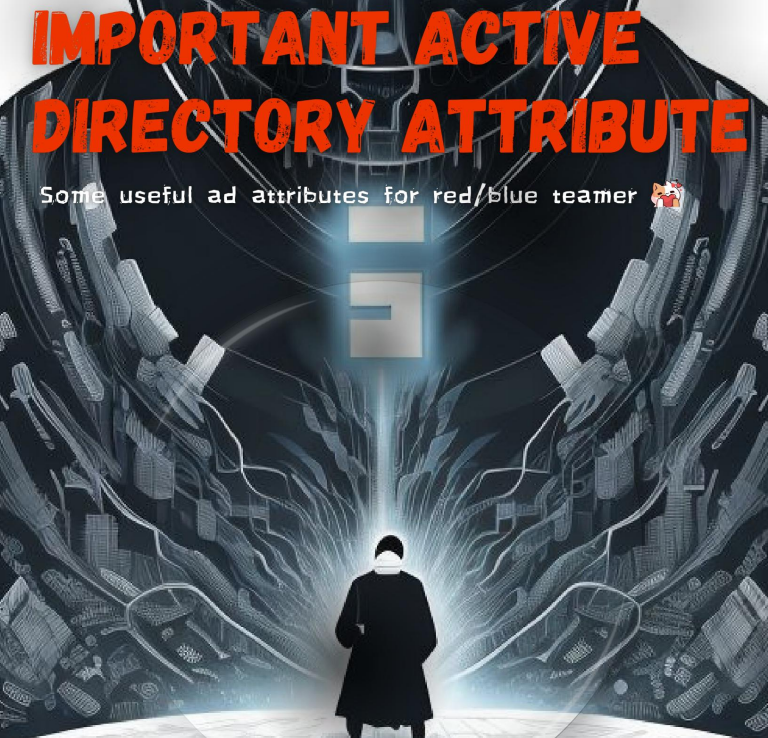 IMPORTANT ACTIVE
DIRECTORY ATTRIBUTE
Some useful ad attributes for red/blue teamer